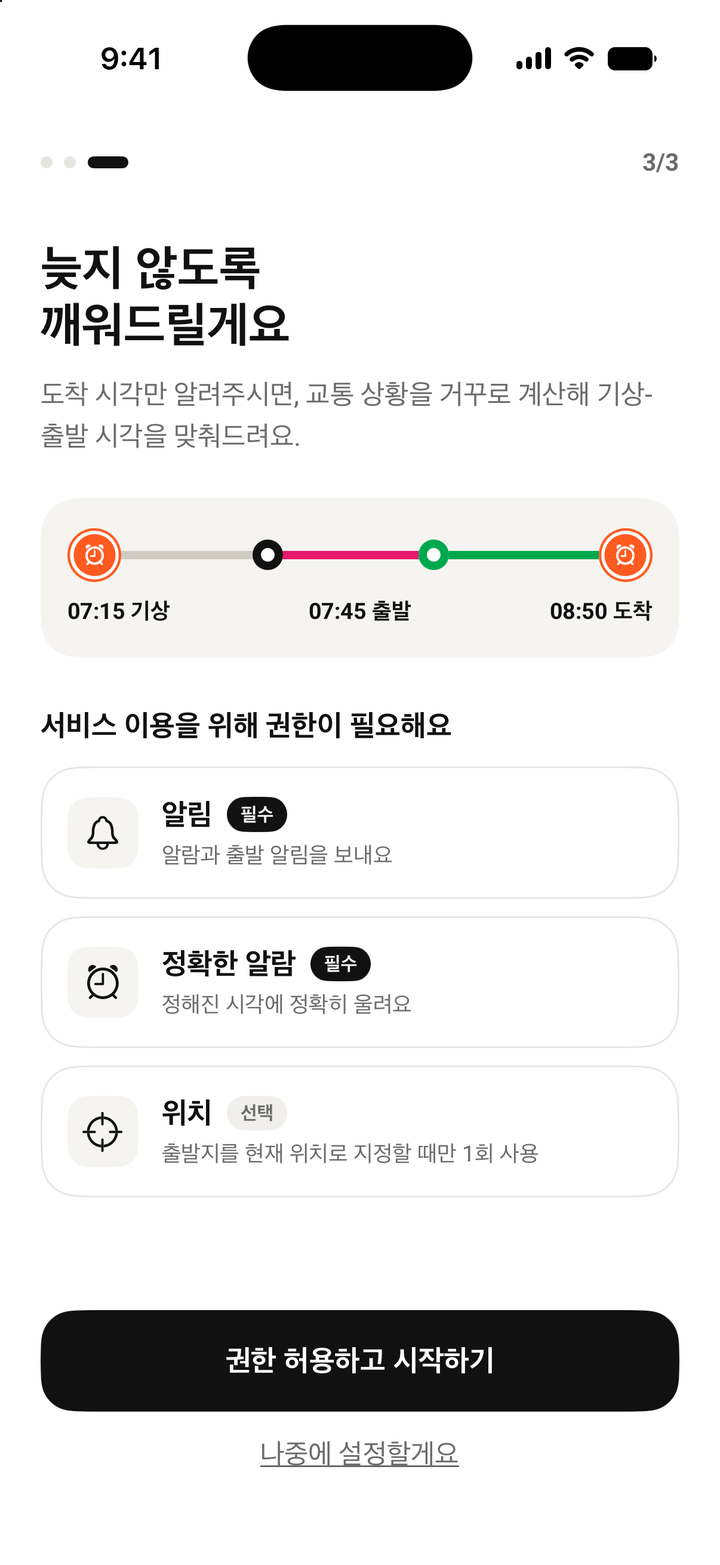 9:41
3/3
늦지 않도록
깨워드릴게요
도착 시각만 알려주시면, 교통 상황을 거꾸로 계산해 기상-
출발 시각을 맞춰드려요.
07:15 기상
07:45 출발
08:50 도착
서비스 이용을 위해 권한이 필요해요
알림 필수
알람과 출발 알림을 보내요
정확한 알람 필수
정해진 시각에 정확히 울려요
위치 선택
출발지를 현재 위치로 지정할 때만 1회 사용
권한 허용하고 시작하기
나중에 설정할게요